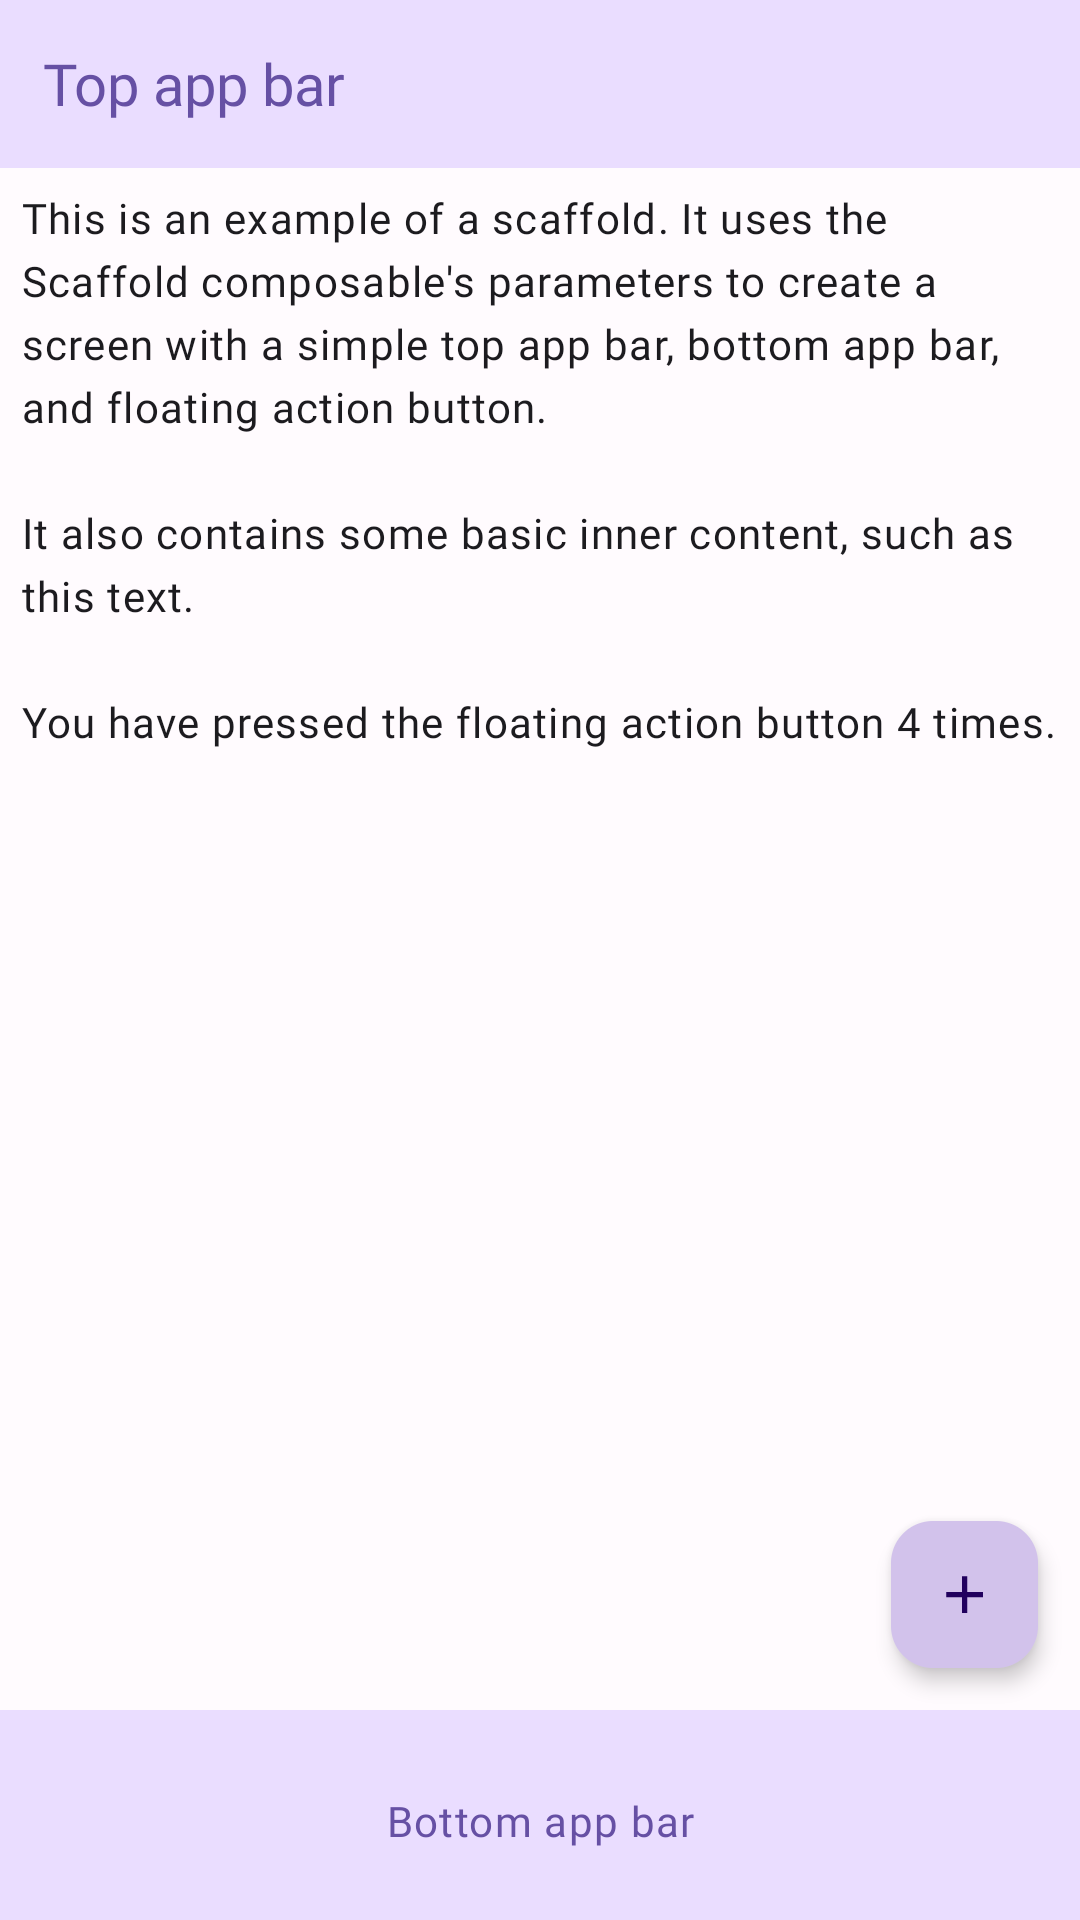 Top app bar
This is an example of a scaffold. It uses the
Scaffold composable's parameters to create a
screen with a simple top app bar, bottom app bar,
and floating action button.
It also contains some basic inner content, such as
this text.
You have pressed the floating action button 4 times.
+
Bottom app bar